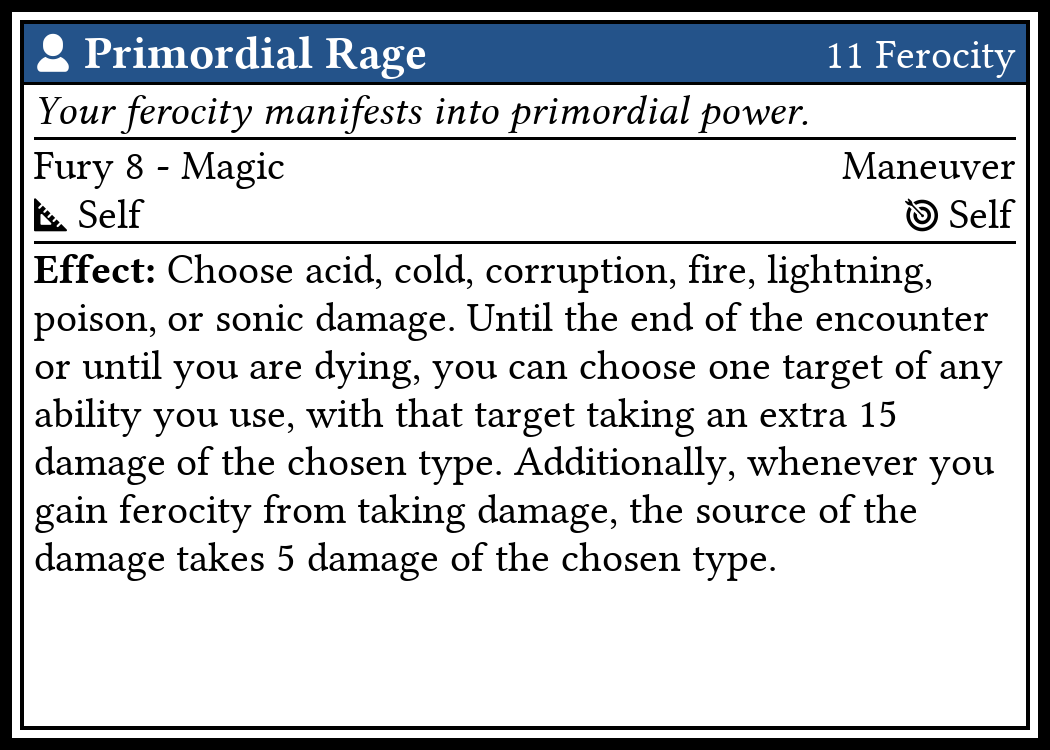 Primordial Rage 11 Ferocity
Your ferocity manifests into primordial power.
Fury 8 - Magic Maneuver
Self Self
Effect: Choose acid, cold, corruption, fire, lightning,
poison, or sonic damage. Until the end of the encounter
or until you are dying, you can choose one target of any
ability you use, with that target taking an extra 15
damage of the chosen type. Additionally, whenever you
gain ferocity from taking damage, the source of the
damage takes 5 damage of the chosen type.